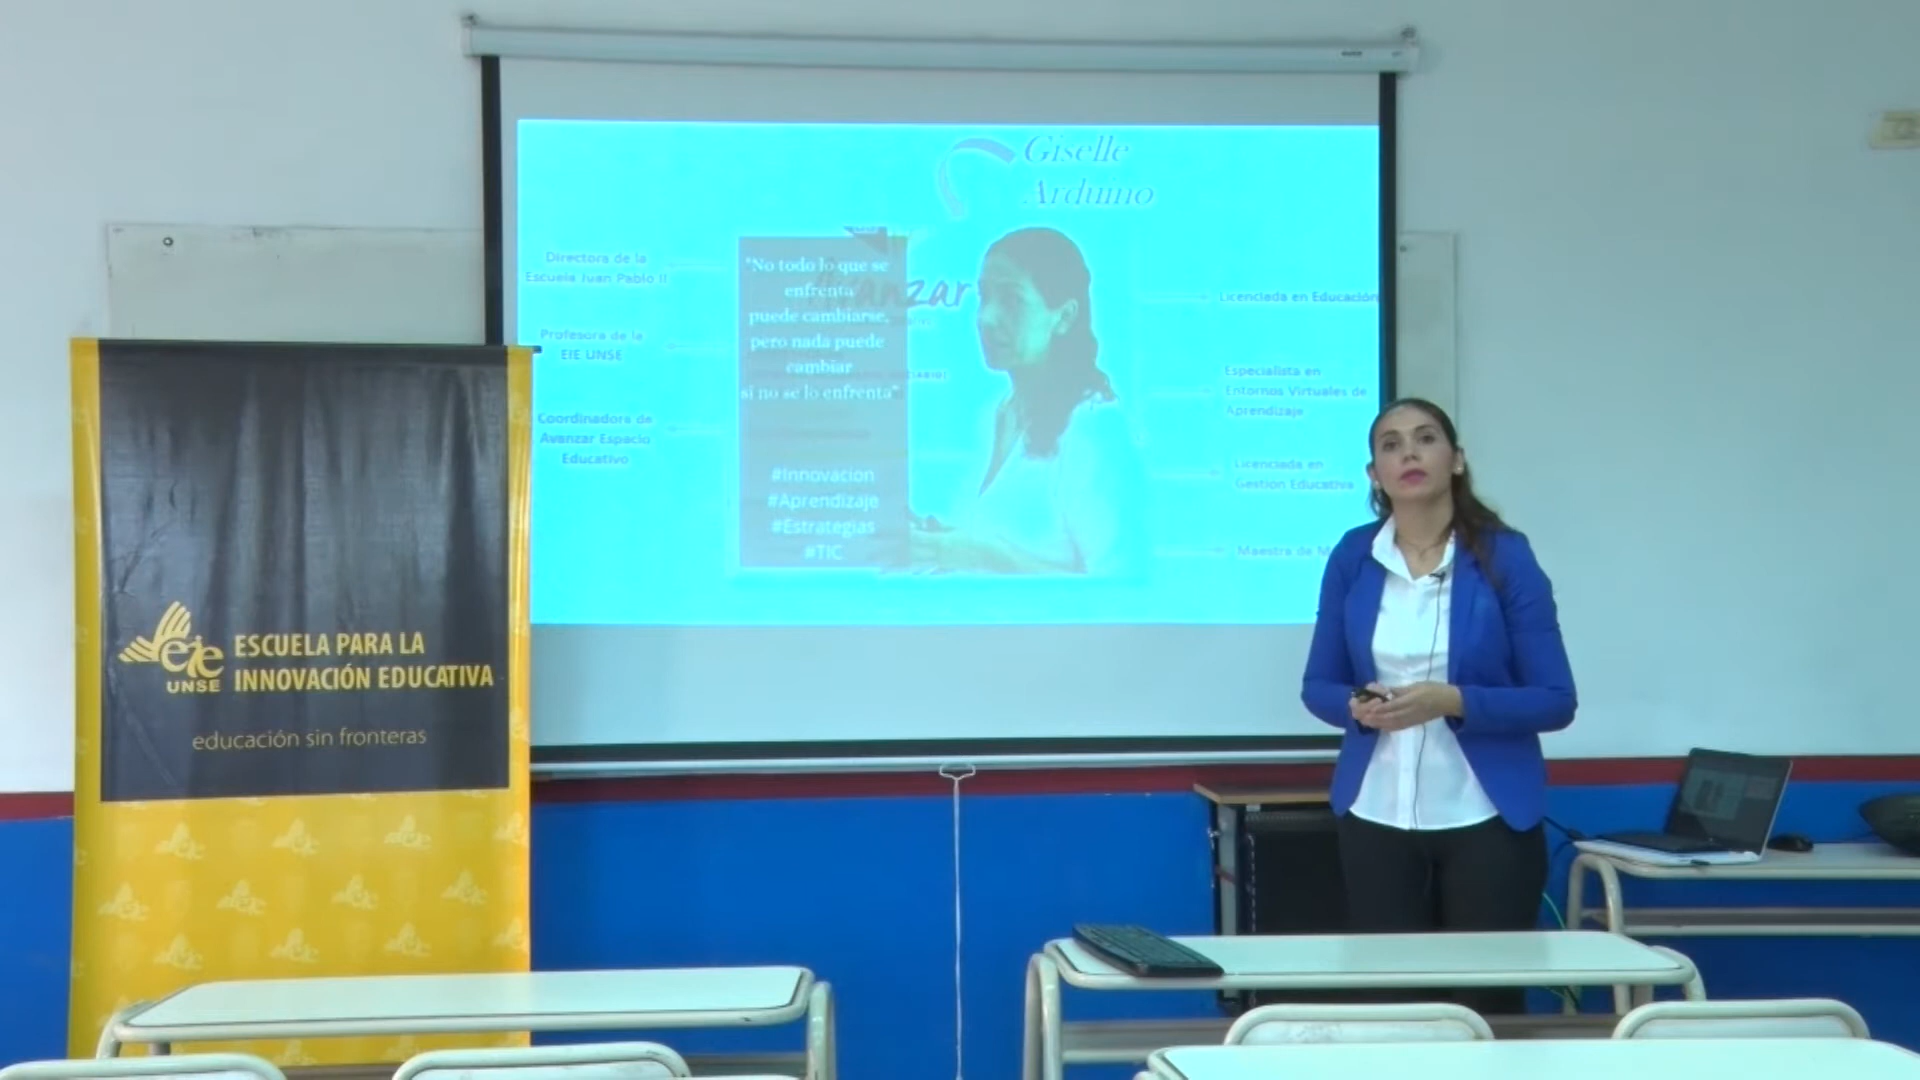 Giselle
Arduino
Directora de la
Escuela Juan Pablo II
Profesora de la
EIE UNSE
Coordinadora de
Avanzar Espacio
Educativo
"No todo lo que se
enfrenta
puede cambiarse,
pero nada puede
cambiar
si no se lo enfrenta"
#Innovacion
#Aprendizaje
#Estrategias
#TIC
Avanzar
Licenciada en Educación
Especialista en
Entornos Virtuales de
Aprendizaje
Licenciada en
Gestion Educativa
Maestra de M
eie
UNSE
ESCUELA PARA LA
INNOVACIÓN EDUCATIVA
educación sin fronteras